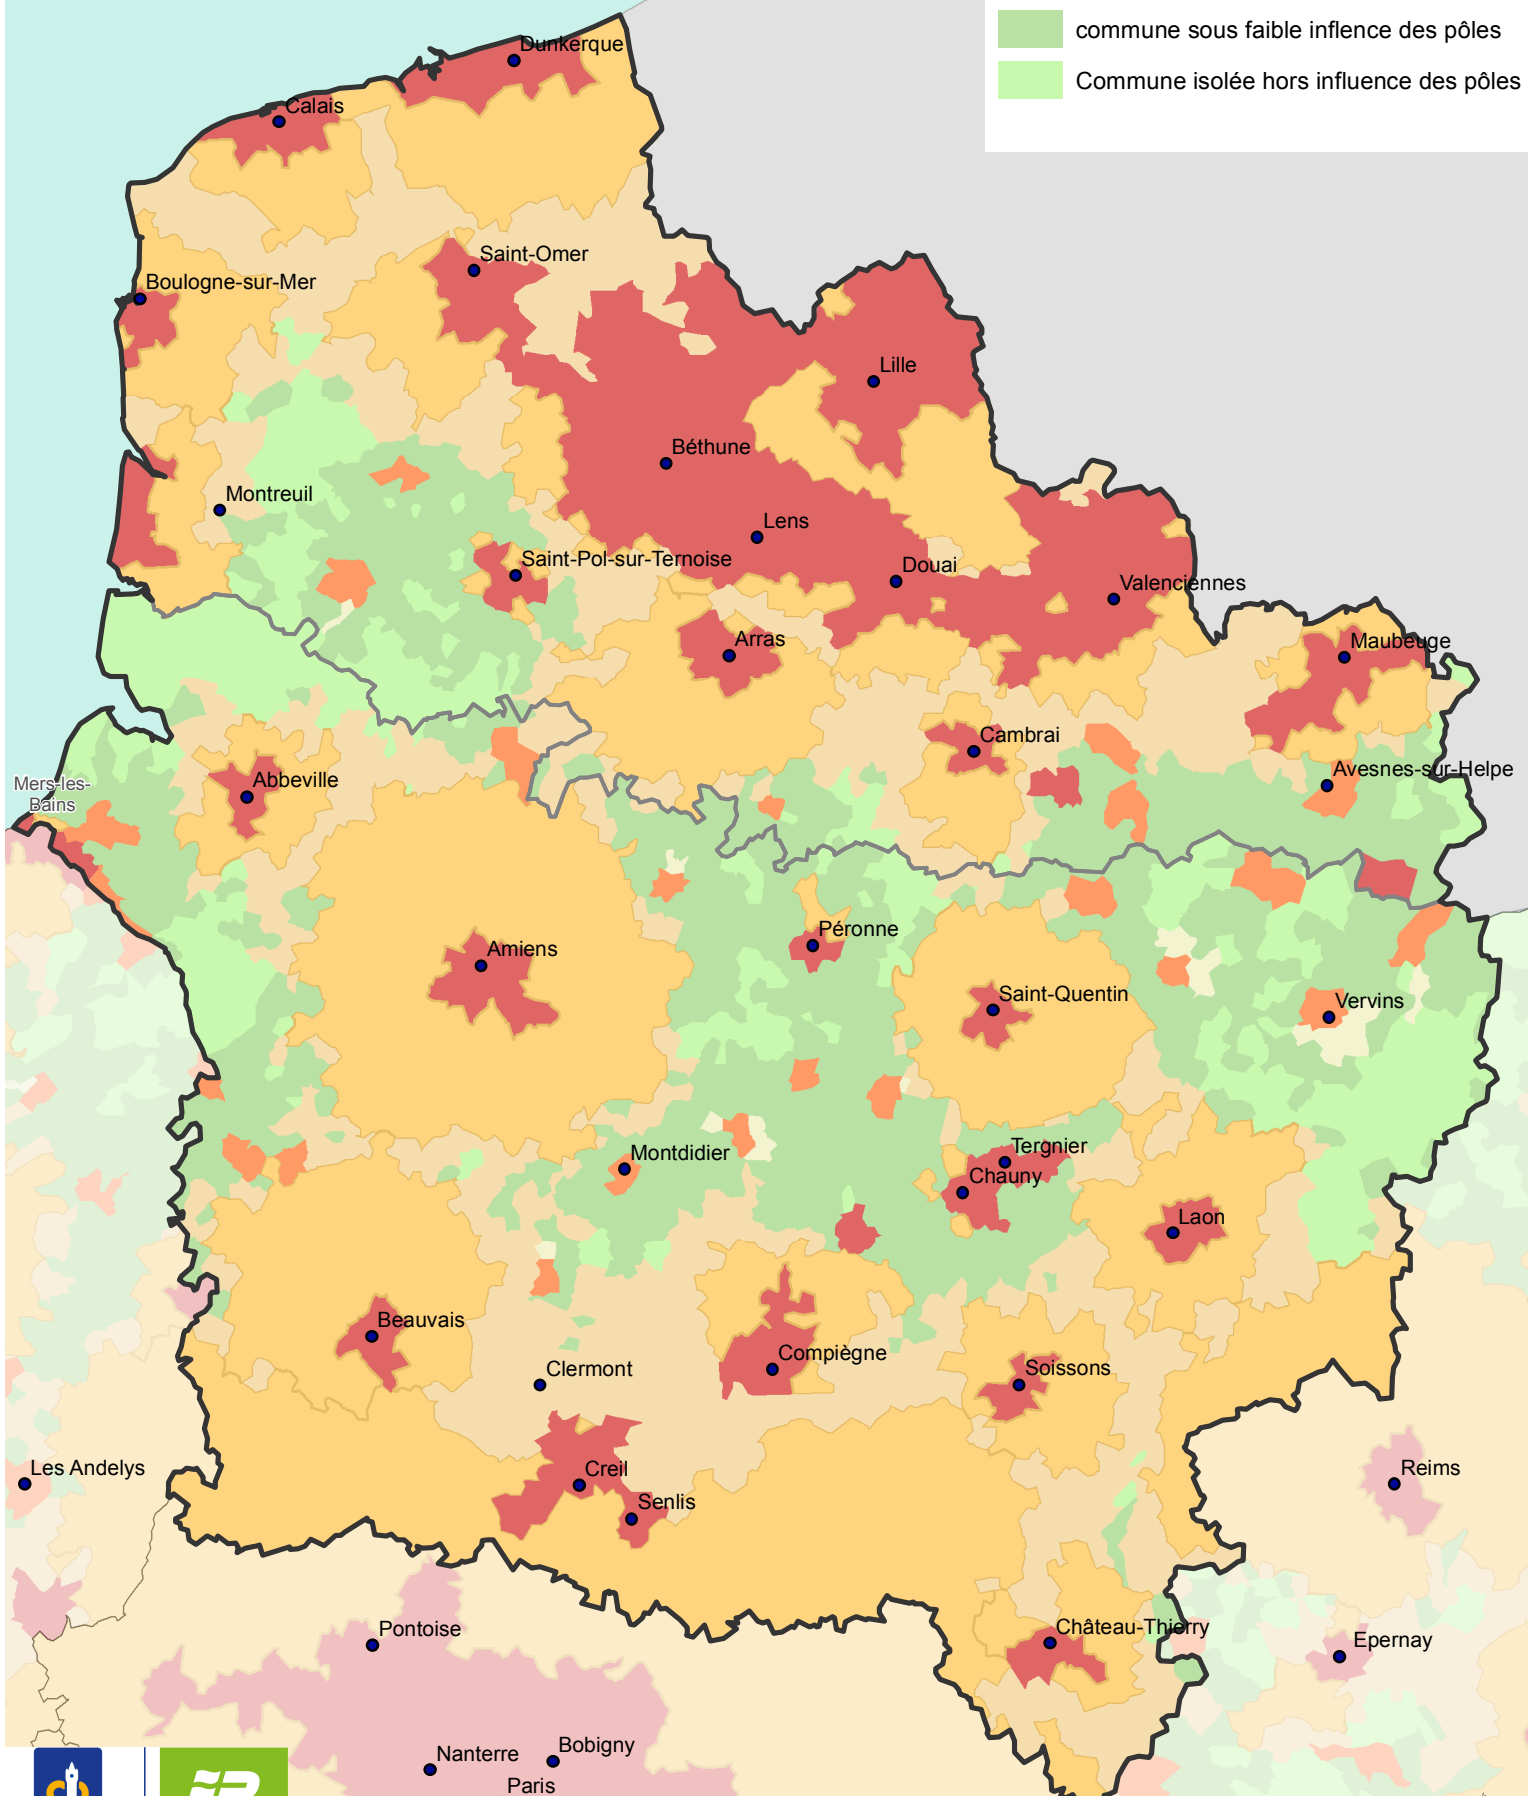 commune sous faible inflence des pôles
Commune isolée hors influence des pôles
Dunkerque
Calais
Saint-Omer
Boulogne-sur-Mer
Lille
Béthune
Montreuil
Lens
Saint-Pol-sur-Ternoise
Douai
Valenciennes
Arras
Maubeuge
Cambrai
Avesnes-sur-Helpe
Abbeville
Mers-les-
Bains
Péronne
Amiens
Saint-Quentin
Vervins
Montdidier
Tergnier
Chauny
Laon
Beauvais
Compiègne
Clermont
Soissons
Les Andelys
Creil
Reims
Senlis
Pontoise
Château-Thierry
Epernay
Nanterre
Bobigny
Paris